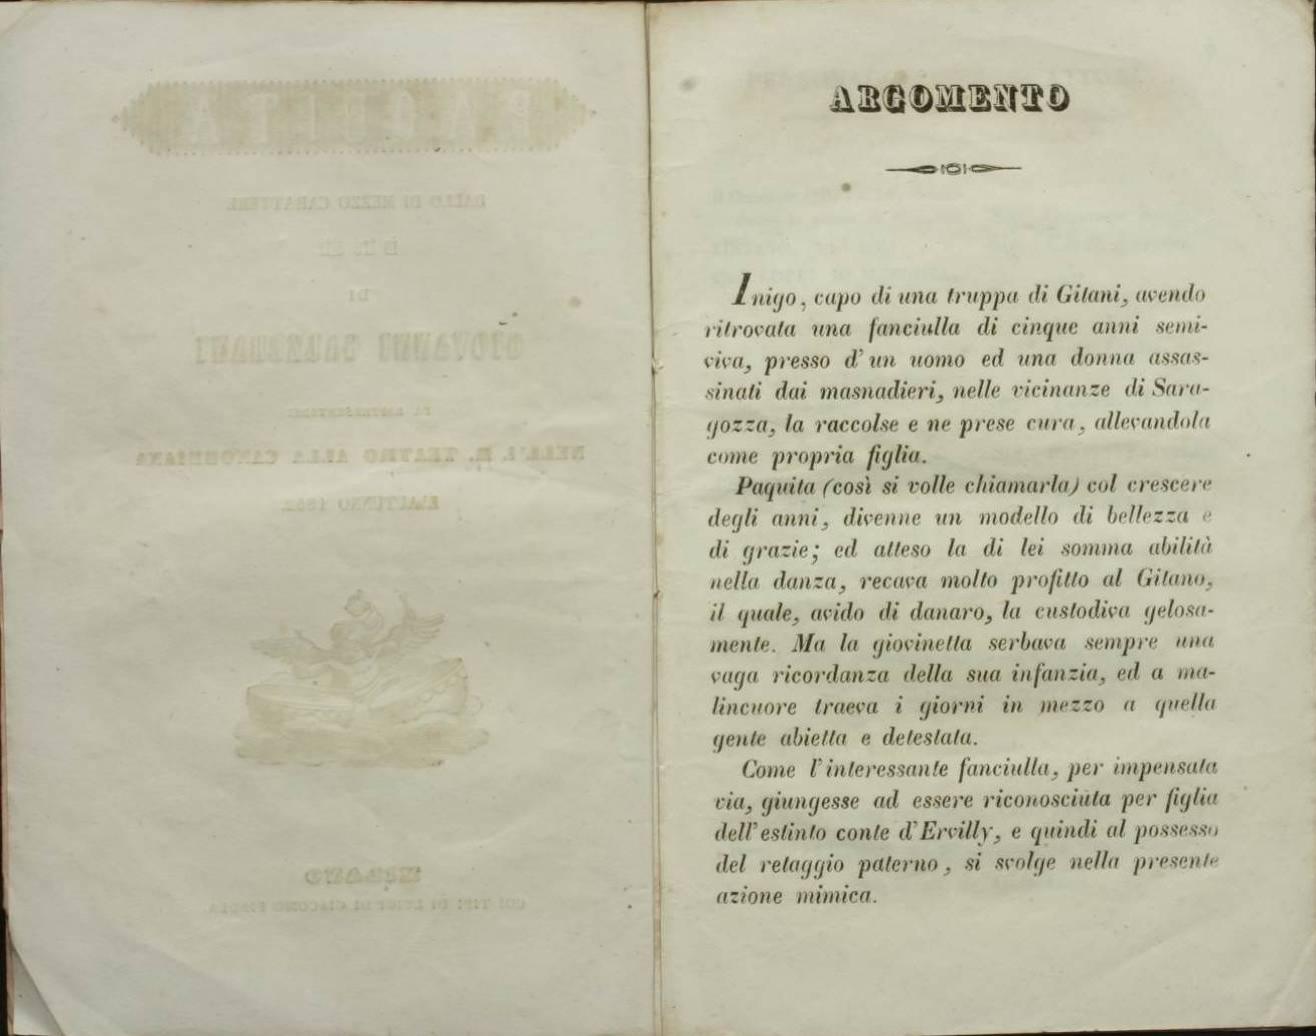 ARGOMENTO
Inigo, capo di una truppa di Gitani, avendo
ritrovata una fanciulla di cinque anni semi-
viva, presso d'un uomo ed una donna assas-
sinati dai masnadieri, nelle vicinanze di Sara-
gozza, la raccolse e ne prese cura, allevandola
come propria figlia.
Paquita (così si volle chiamarla) col crescere
degli anni, divenne un modello di bellezza e
di grazie; ed atteso la di lei somma abilità
nella danza, recava molto profitto al Gitano,
il quale, avido di danaro, la custodiva gelosa-
mente. Ma la giovinetta serbava sempre una
vaga ricordanza della sua infanzia, ed a ma-
lincuore traeva i giorni in mezzo a quella
gente abietta e detestata.
Come l'interessante fanciulla, per impensata
via, giungesse ad essere riconosciuta per figlia
dell'estinto conte d'Ervilly, e quindi al possesso
del retaggio paterno, si svolge nella presente
azione mimica.